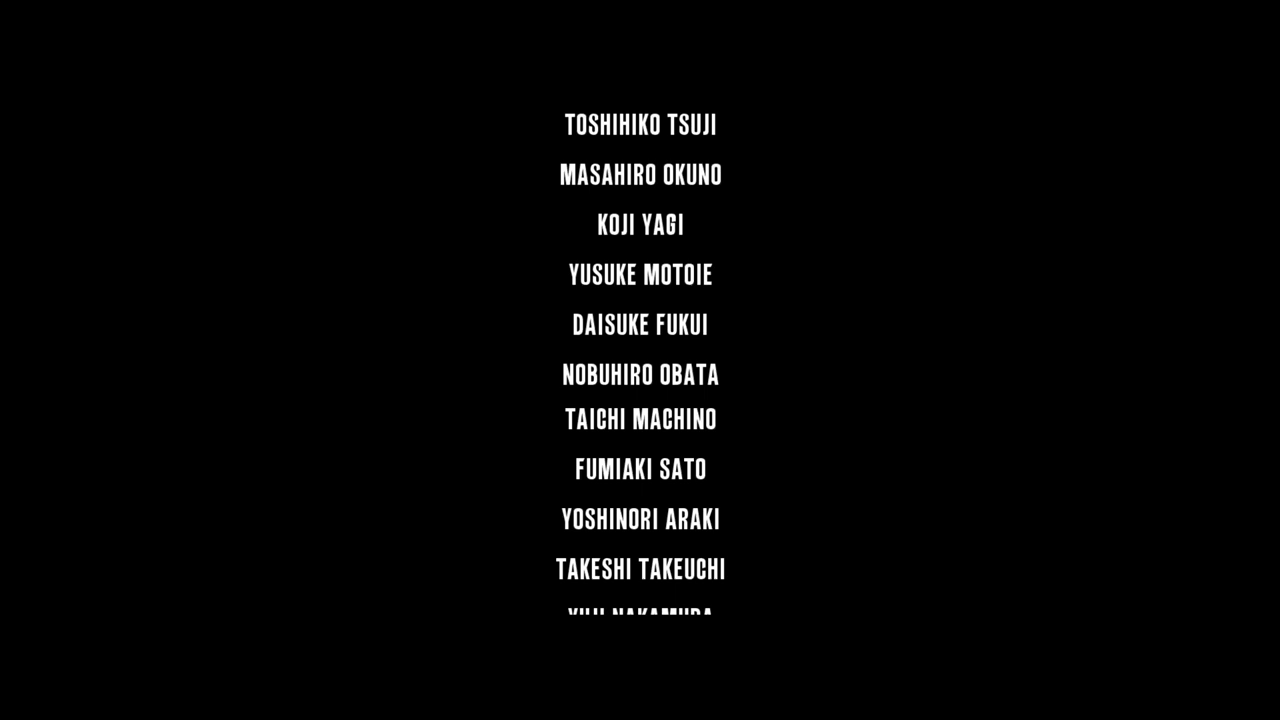 TOSHIHIKO TSUJI
MASAHIRO OKUNO
KOJI YAGI
YUSUKE MOTOIE
DAISUKE FUKUI
NOBUHIRO OBATA
TAICHI MACHINO
FUMIAKI SATO
YOSHINORI ARAKI
TAKESHI TAKEUCHI